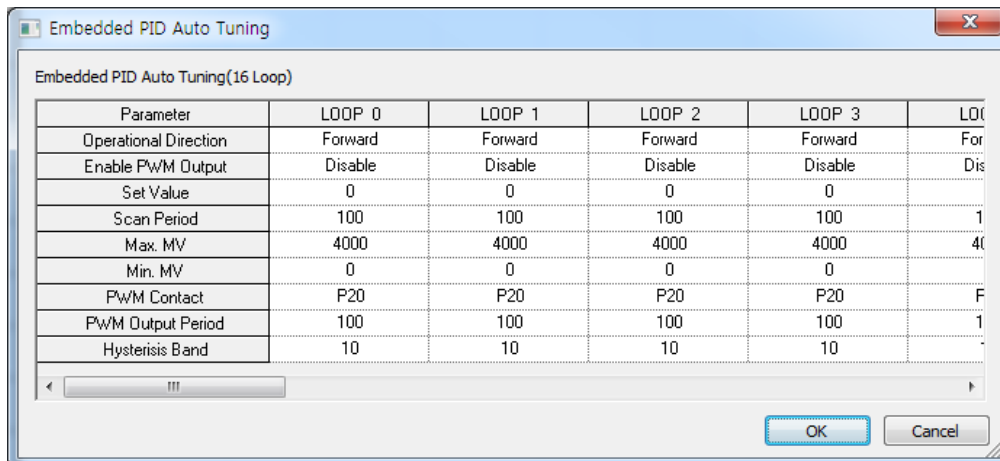 Embedded PID Auto Tuning
Embedded PID Auto Tuning(16 Loop)
Parameter LOOP 0 LOOP 1 LOOP 2 LOOP 3
Operational Direction Forward Forward Forward Forward
Enable PWM Output Disable Disable Disable Disable
Set Value 0 0 0 0
Scan Period 100 100 100 100
Max. MV 4000 4000 4000 4000
Min. MV 0 0 0 0
PWM Contact P20 P20 P20 P20
PWM Output Period 100 100 100 100
Hysterisis Band 10 10 10 10
OK Cancel